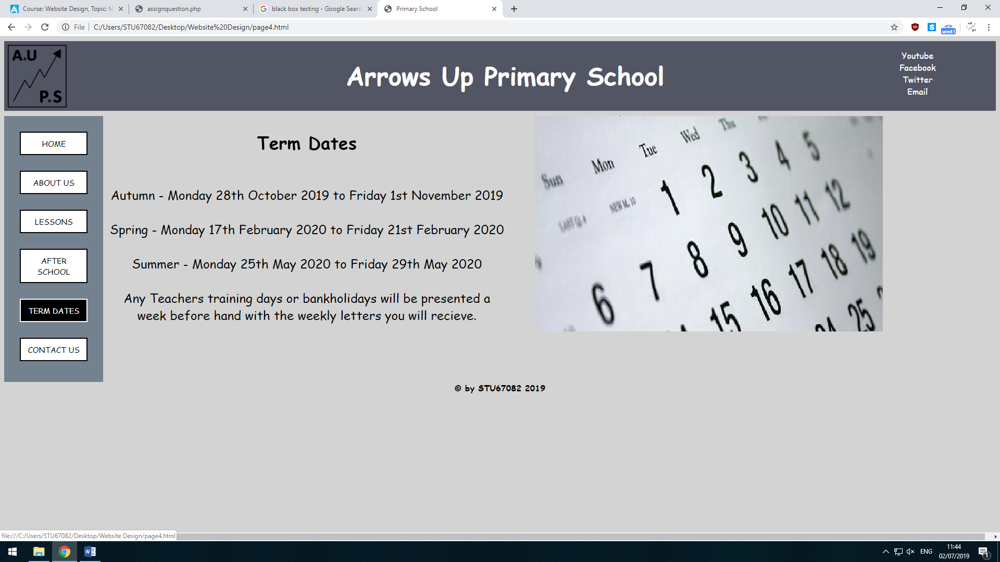 Course: Website Design, Topic: M
assignquestion.php
black box testing - Google Searc
Primary School
File
C:/Users/STU67082/Desktop/Website%20Design/page4.html
ured I
A.U
P.S
Arrows Up Primary School
Youtube
Facebook
Twitter
Email
HOME
ABOUT US
LESSONS
AFTER
SCHOOL
TERM DATES
CONTACT US
Term Dates
Autumn - Monday 28th October 2019 to Friday 1st November 2019
Spring - Monday 17th February 2020 to Friday 21st February 2020
Summer - Monday 25th May 2020 to Friday 29th May 2020
Any Teachers training days or bankholidays will be presented a
week before hand with the weekly letters you will recieve.
Sun Mon Tue Wed Thu
1 2 3 4 5
NEW M. 10
6 7 8 9 10 11 12
15 16 17 18 19
24 25
© by STU67082 2019
file:///C:/Users/STU67082/Desktop/Website Design/page4.html
ENG
11:44
02/07/2019
1